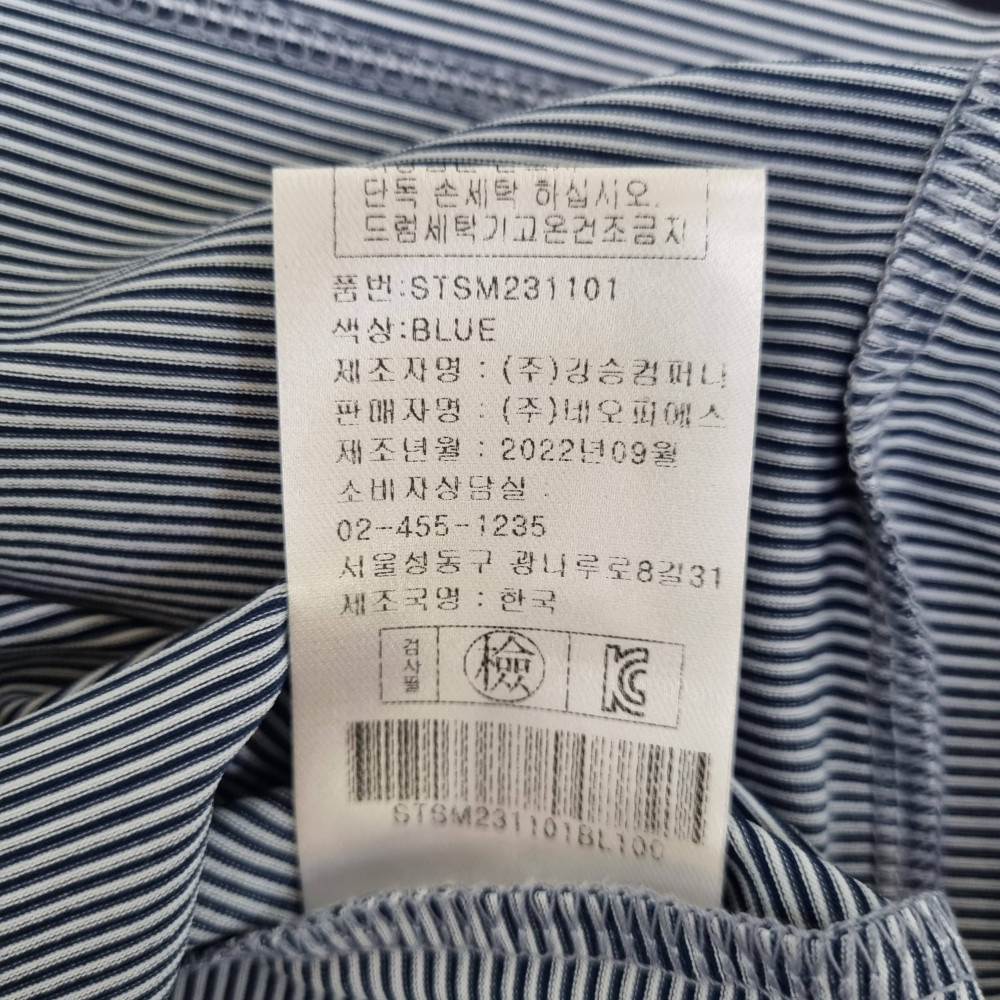 단독 손세탁 하십시오.
드럼세탁기고온건조금지
품번:STSM231101
색상:BLUE
제조자명 : (주)강승컴퍼니
판매자명 : (주)네오피에스
제조년월 : 2022년09월
소비자상담실 :
02-455-1235
서울성동구 광나루로8길31
제조국명 : 한국
검사필
檢
KC
STSM231101BL100